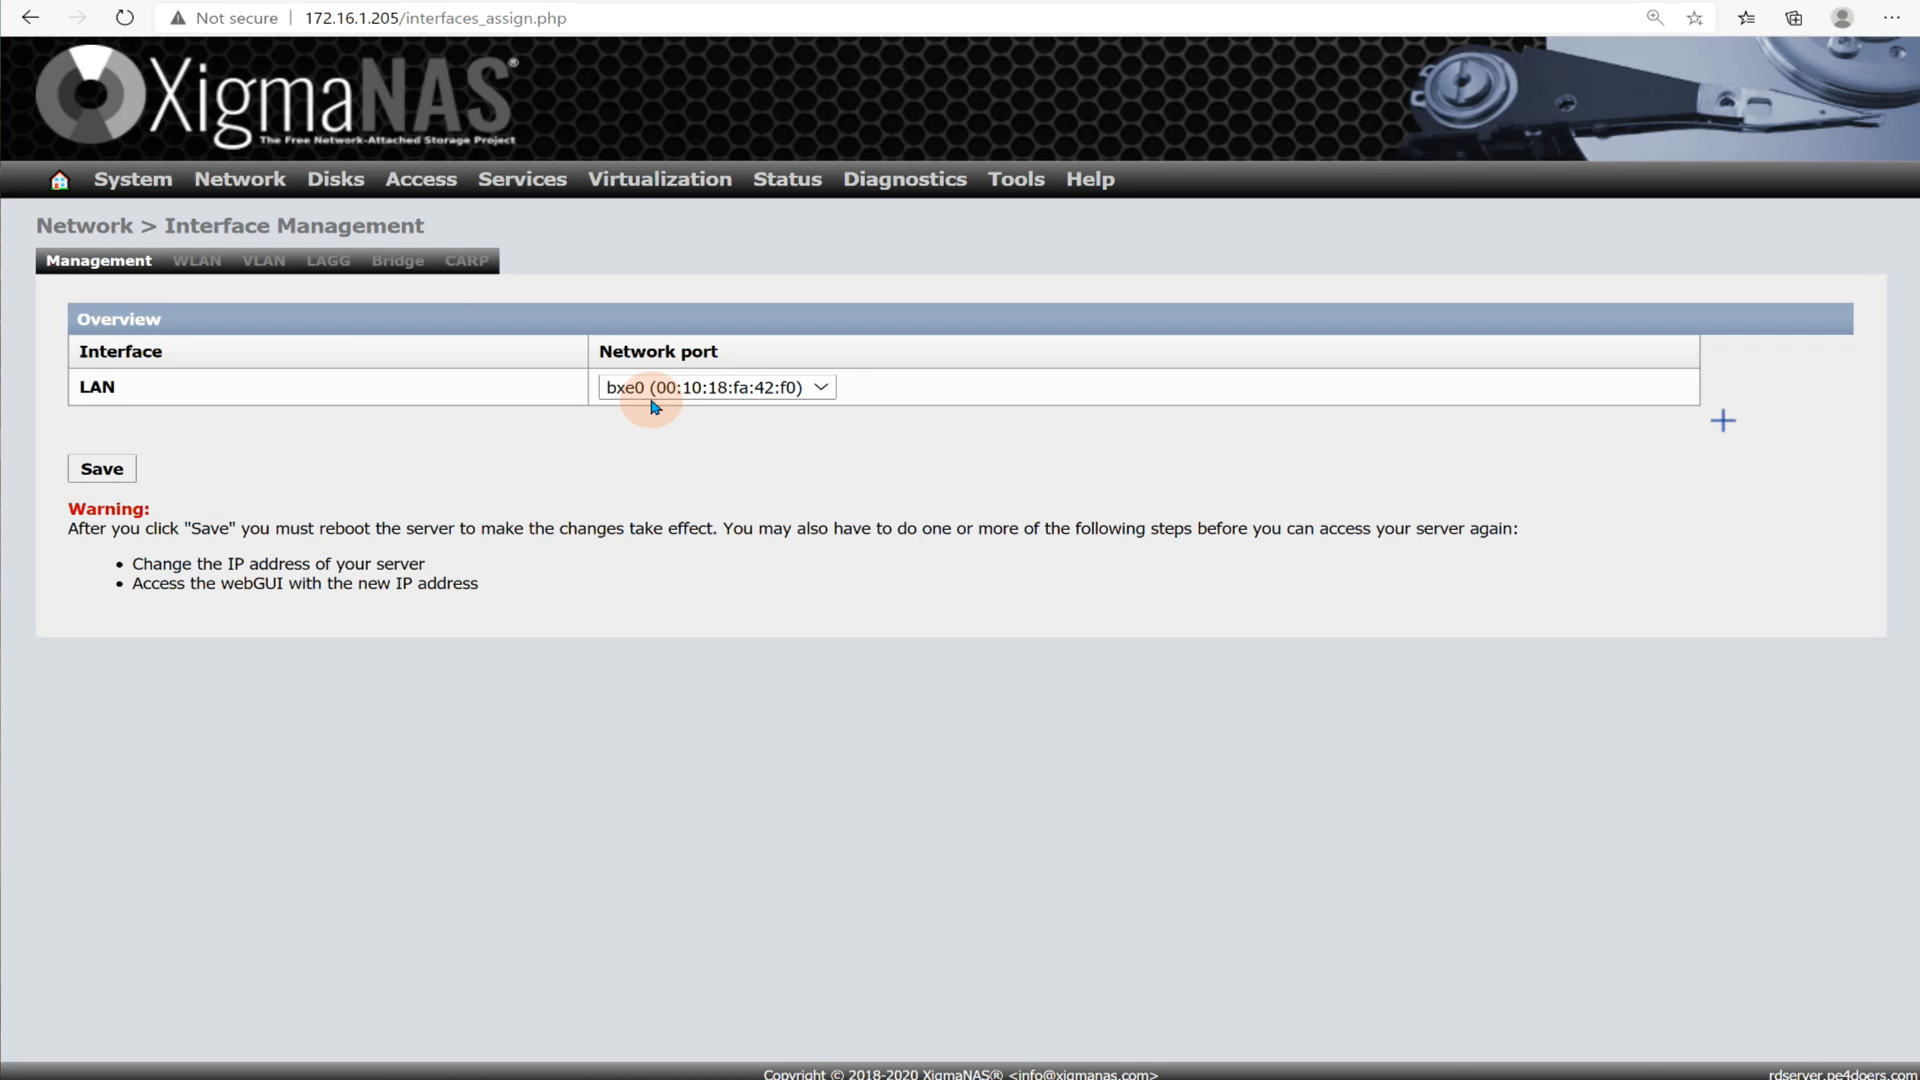 Not secure | 172.16.1.205/interfaces_assign.php
XigmaNAS®
The Free Network-Attached Storage Project
System Network Disks Access Services Virtualization Status Diagnostics Tools Help
Network > Interface Management
Management WLAN VLAN LAGG Bridge CARP
Overview
Interface Network port
LAN bxe0 (00:10:18:fa:42:f0)
Save
Warning:
After you click "Save" you must reboot the server to make the changes take effect. You may also have to do one or more of the following steps before you can access your server again:
• Change the IP address of your server
• Access the webGUI with the new IP address
Copyright © 2018-2020 XigmaNAS® <info@xigmanas.com> rdserver.pe4doers.com